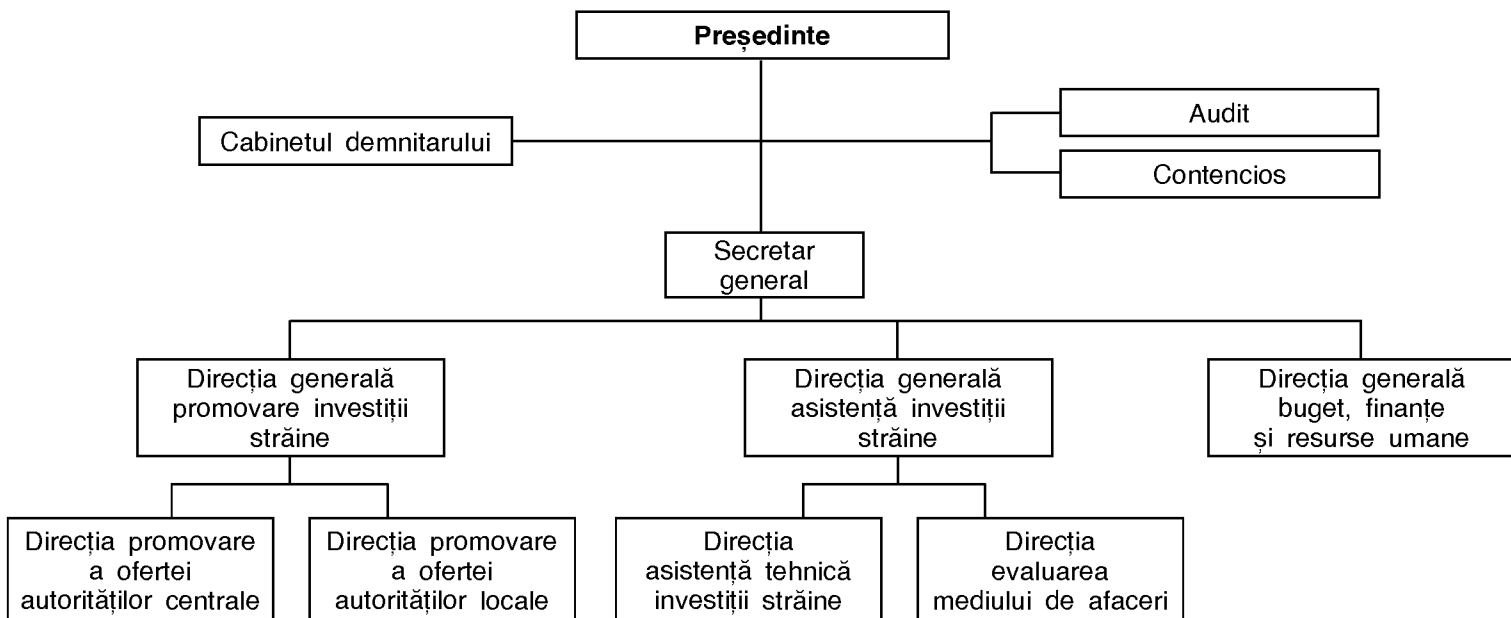 Președinte
Cabinetul demnitarului
Audit
Contencios
Secretar
general
Direcția generală
promovare investiții
străine
Direcția generală
asistență investiții
străine
Direcția generală
buget, finanțe
și resurse umane
Direcția promovare
a ofertei
autorităților centrale
Direcția promovare
a ofertei
autorităților locale
Direcția
asistență tehnică
investiții străine
Direcția
evaluarea
mediului de afaceri